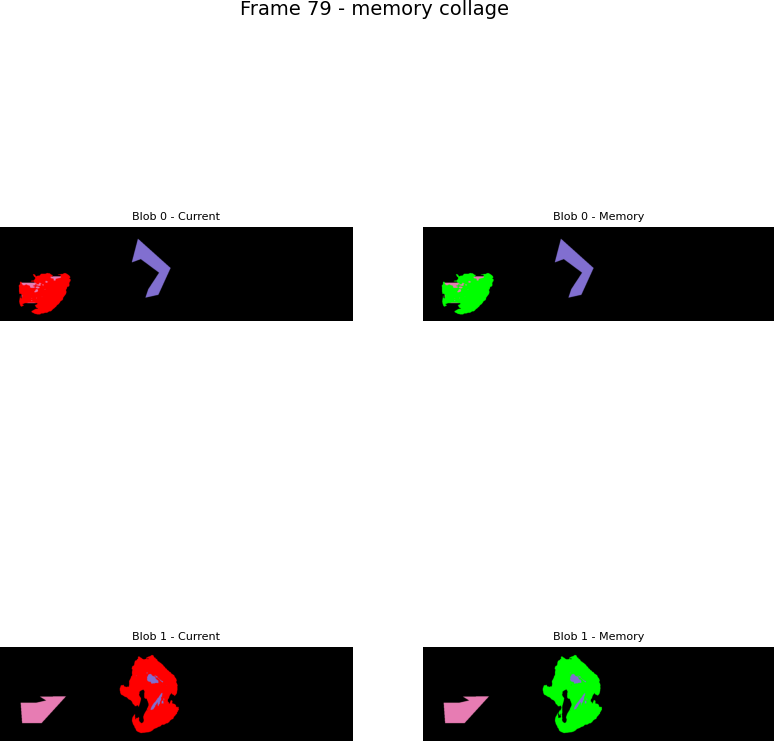 Frame 79 - memory collage
Blob 0 - Current
Blob 0 - Memory
Blob 1 - Current
Blob 1 - Memory